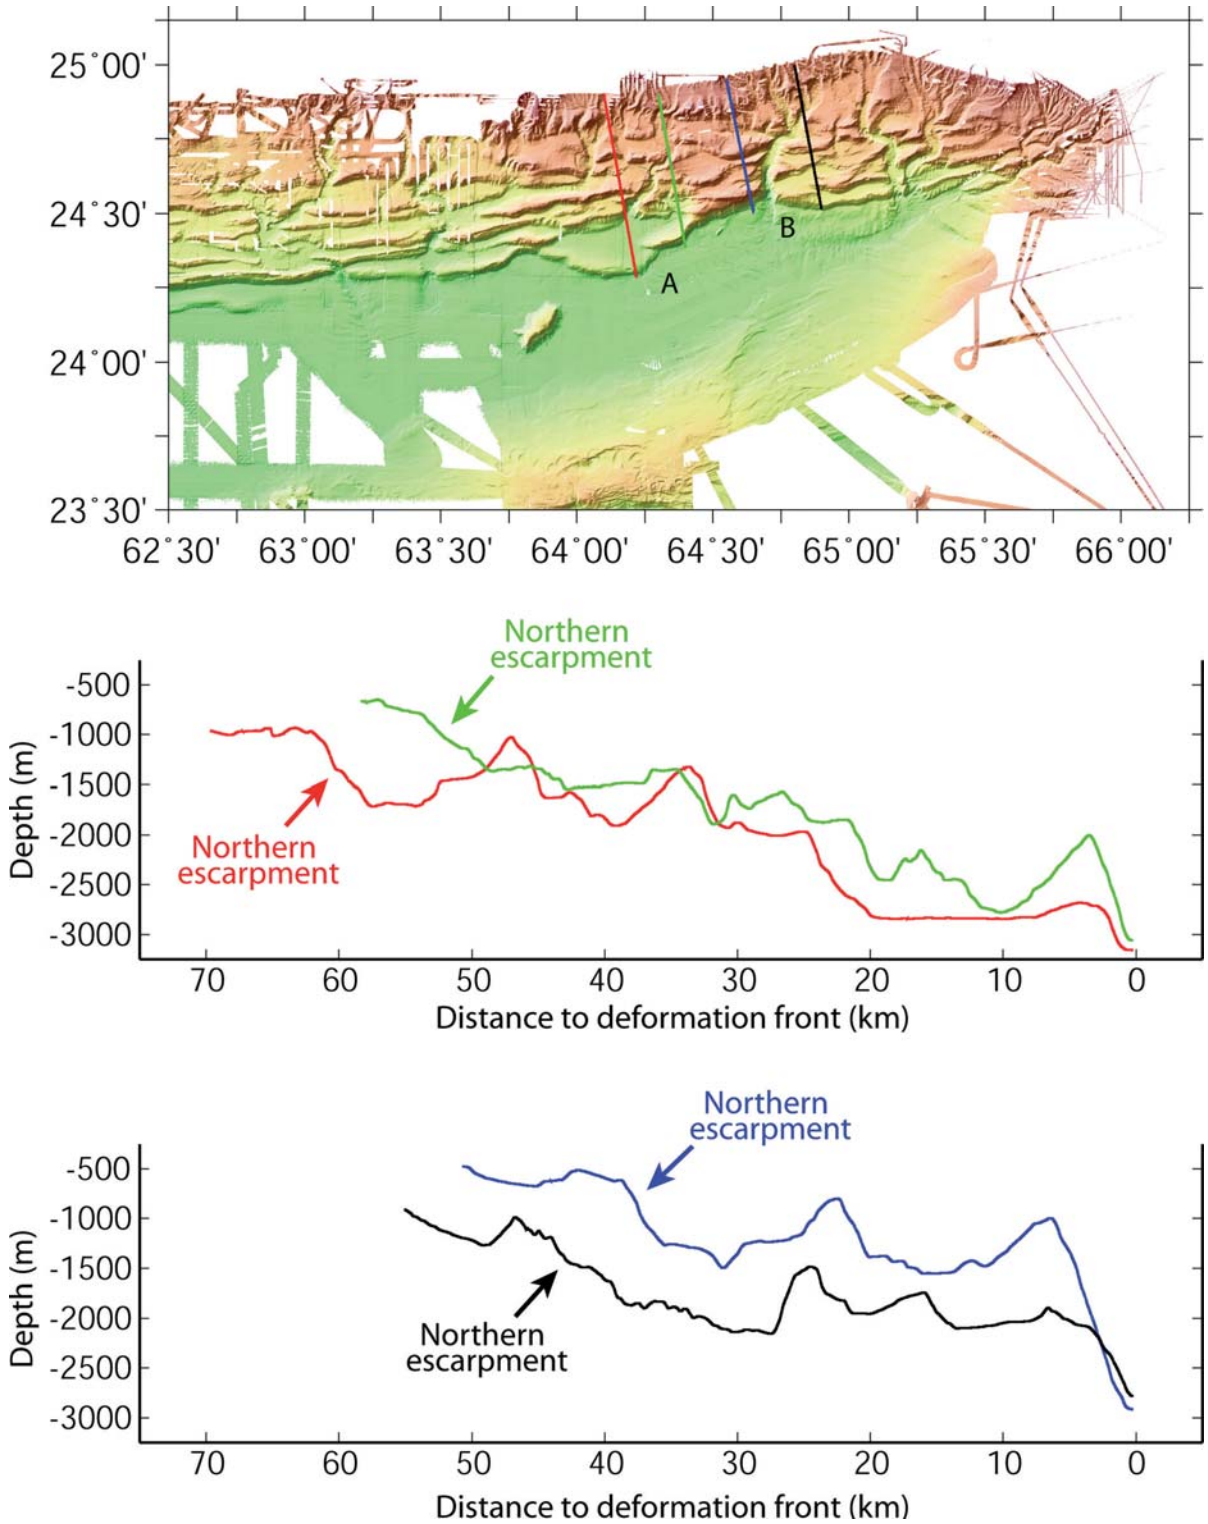 25°00'
24°30'
24°00'
23°30'
A
B
62°30' 63°00' 63°30' 64°00' 64°30' 65°00' 65°30' 66°00'
Northern
escarpment
Northern
escarpment
Depth (m)
-500
-1000
-1500
-2000
-2500
-3000
70 60 50 40 30 20 10 0
Distance to deformation front (km)
Northern
escarpment
Northern
escarpment
Depth (m)
-500
-1000
-1500
-2000
-2500
-3000
70 60 50 40 30 20 10 0
Distance to deformation front (km)